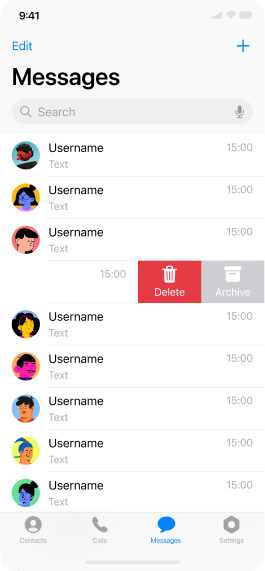 9:41
Edit
Messages
Search
Username 15:00
Text
Username 15:00
Text
Username 15:00
Text
15:00 Delete Archive
Username 15:00
Text
Username 15:00
Text
Username 15:00
Text
Username 15:00
Text
Username 15:00
Text
Contacts Calls Messages Settings